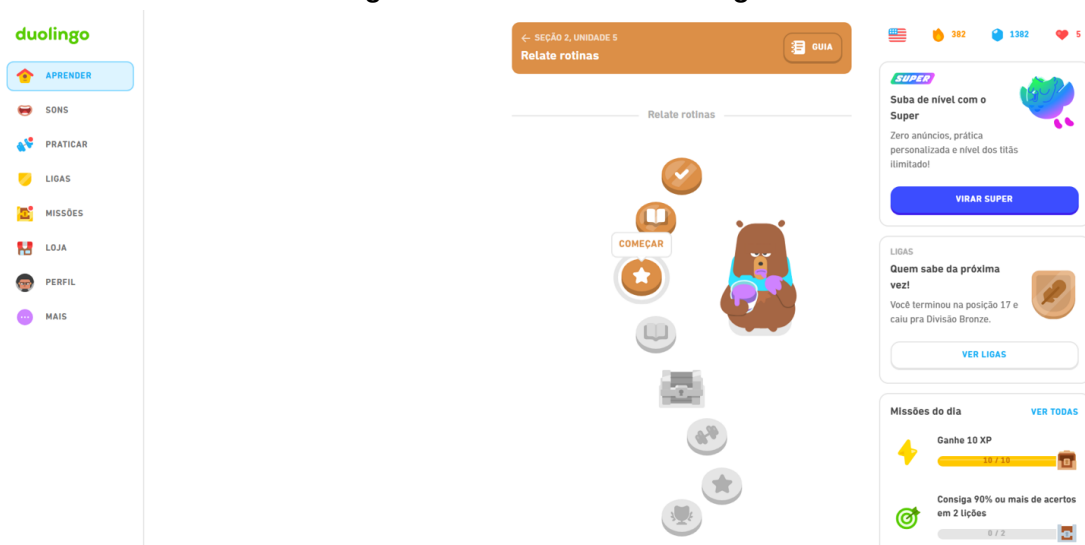 duolingo
APRENDER
SONS
PRATICAR
LIGAS
MISSÕES
LOJA
PERFIL
MAIS
← SEÇÃO 2, UNIDADE 5
Relate rotinas
GUIA
Relate rotinas
COMEÇAR
382
1382
5
SUPER
Suba de nível com o
Super
Zero anúncios, prática
personalizada e nível dos titãs
ilimitado!
VIRAR SUPER
LIGAS
Quem sabe da próxima
vez!
Você terminou na posição 17 e
caiu pra Divisão Bronze.
VER LIGAS
Missões do dia
VER TODAS
Ganhe 10 XP
10 / 10
Consiga 90% ou mais de acertos
em 2 lições
0 / 2